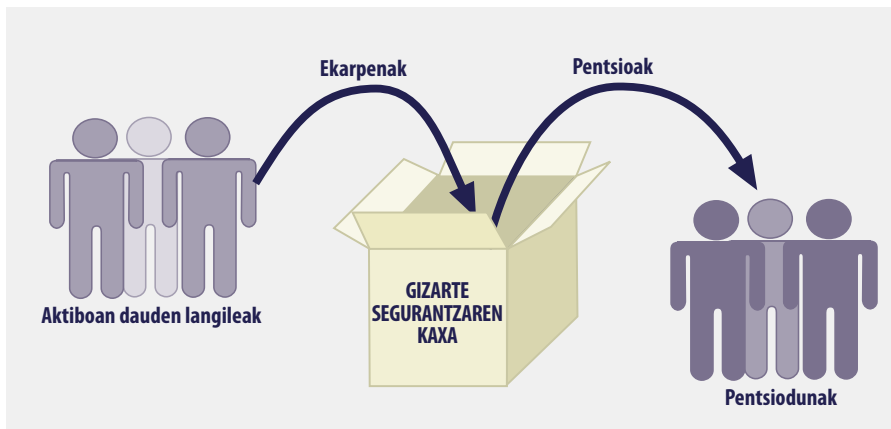 Ekarpenak
Pentsioak
Aktiboan dauden langileak
GIZARTE
SEGURANTZAREN
KAXA
Pentsiodunak